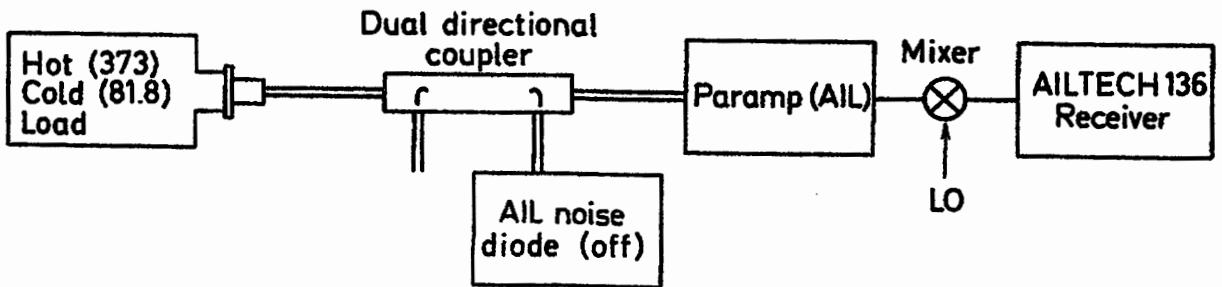 Hot (373)
Cold (81.8)
Load
Dual directional
coupler
AIL noise
diode (off)
Paramp (AIL)
Mixer
LO
AILTECH 136
Receiver